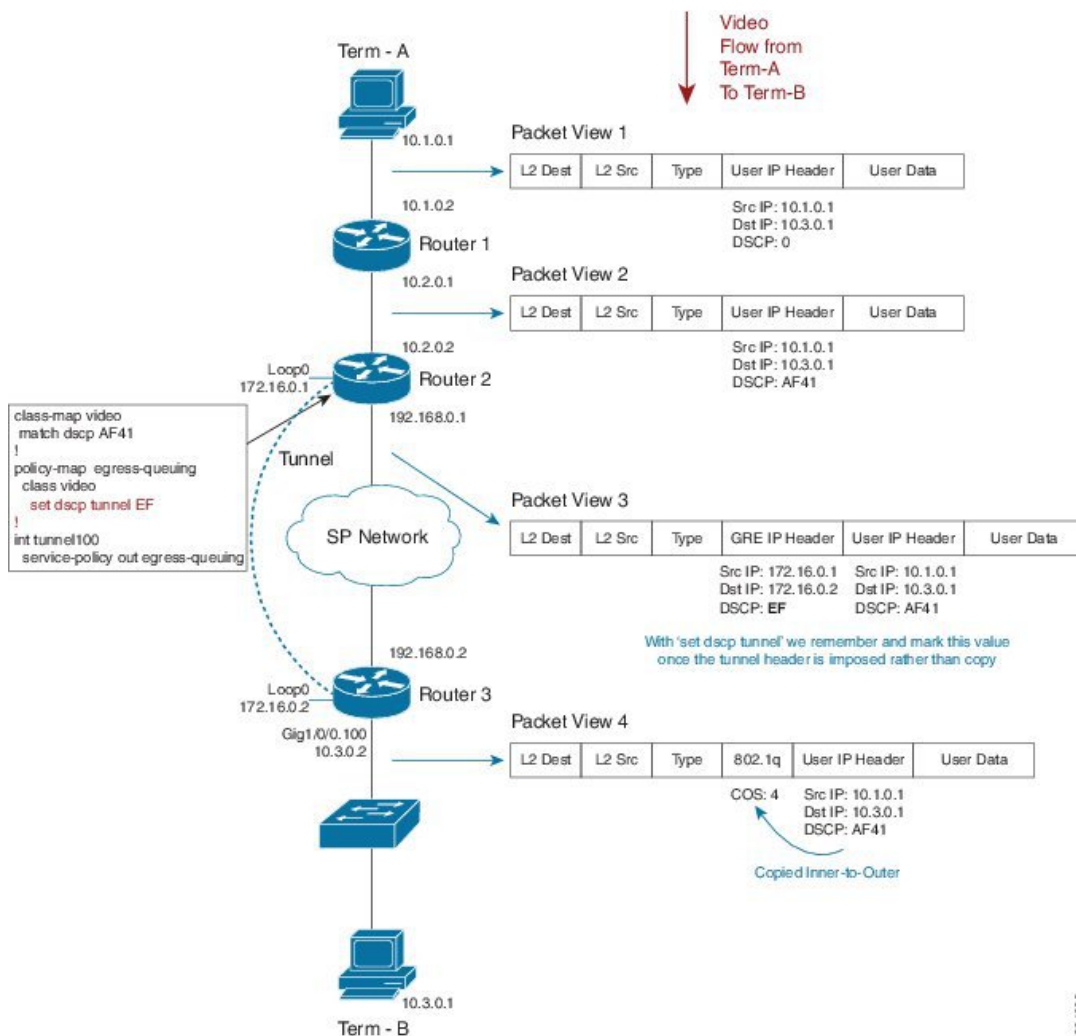 Video
Flow from
Term-A
To Term-B
Term - A
10.1.0.1
Packet View 1
L2 Dest L2 Src Type User IP Header User Data
Src IP: 10.1.0.1
Dst IP: 10.3.0.1
DSCP: 0
10.1.0.2
Router 1
10.2.0.1
Packet View 2
L2 Dest L2 Src Type User IP Header User Data
Src IP: 10.1.0.1
Dst IP: 10.3.0.1
DSCP: AF41
10.2.0.2
Loop0
172.16.0.1
Router 2
192.168.0.1
class-map video
match dscp AF41
!
policy-map egress-queuing
class video
set dscp tunnel EF
!
int tunnel100
service-policy out egress-queuing
Tunnel
SP Network
Packet View 3
L2 Dest L2 Src Type GRE IP Header User IP Header User Data
Src IP: 172.16.0.1 Src IP: 10.1.0.1
Dst IP: 172.16.0.2 Dst IP: 10.3.0.1
DSCP: EF DSCP: AF41
With 'set dscp tunnel' we remember and mark this value
once the tunnel header is imposed rather than copy
192.168.0.2
Loop0
172.16.0.2
Router 3
Gig1/0/0.100
10.3.0.2
Packet View 4
L2 Dest L2 Src Type 802.1q User IP Header User Data
COS: 4 Src IP: 10.1.0.1
Dst IP: 10.3.0.1
DSCP: AF41
Copied Inner-to-Outer
10.3.0.1
Term - B